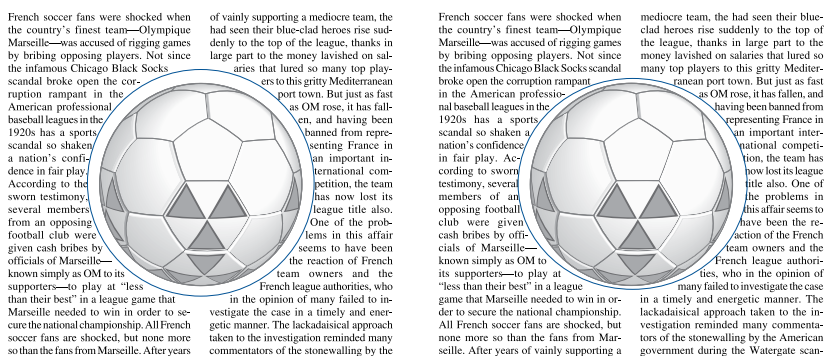 French soccer fans were shocked when
the country's finest team—Olympique
Marseille—was accused of rigging games
by bribing opposing players. Not since
the infamous Chicago Black Socks
scandal broke open the cor-
ruption rampant in the
American professional
baseball leagues in the
1920s has a sports
scandal so shaken
a nation's confi-
dence in fair play.
According to the
sworn testimony,
several members
from an opposing
football club were
given cash bribes by
officials of Marseille—
known simply as OM to its
supporters—to play at “less
than their best” in a league game that
Marseille needed to win in order to se-
cure the national championship. All French
soccer fans are shocked, but none more
so than the fans from Marseille. After years
of vainly supporting a mediocre team, the
had seen their blue-clad heroes rise sud-
denly to the top of the league, thanks in
large part to the money lavished on sal-
aries that lured so many top play-
ers to this gritty Mediterranean
port town. But just as fast
as OM rose, it has fall-
en, and having been
banned from repre-
senting France in
an important in-
ternational com-
petition, the team
has now lost its
league title also.
One of the prob-
lems in this affair
seems to have been
the reaction of French
team owners and the
French league authorities, who
in the opinion of many failed to in-
vestigate the case in a timely and ener-
getic manner. The lackadaisical approach
taken to the investigation reminded many
commentators of the stonewalling by the
French soccer fans were shocked when
the country's finest team—Olympique
Marseille—was accused of rigging games
by bribing opposing players. Not since
the infamous Chicago Black Socks scandal
broke open the corruption rampant
in the American professio-
nal baseball leagues in the
1920s has a sports
scandal so shaken a
nation's confidence
in fair play. Ac-
cording to sworn
testimony, several
members of an
opposing football
club were given
cash bribes by offi-
cials of Marseille—
known simply as OM to
its supporters—to play at
“less than their best” in a league
game that Marseille needed to win in or-
der to secure the national championship.
All French soccer fans are shocked, but
none more so than the fans from Mar-
seille. After years of vainly supporting a
mediocre team, the had seen their blue-
clad heroes rise suddenly to the top of
the league, thanks in large part to the
money lavished on salaries that lured so
many top players to this gritty Mediter-
ranean port town. But just as fast
as OM rose, it has fallen, and
having been banned from
representing France in
an important inter-
national competi-
tion, the team has
now lost its league
title also. One of
the problems in
this affair seems to
have been the re-
action of the French
team owners and the
French league authori-
ties, who in the opinion of
many failed to investigate the case
in a timely and energetic manner. The
lackadaisical approach taken to the in-
vestigation reminded many commenta-
tors of the stonewalling by the American
government during the Watergate scan-